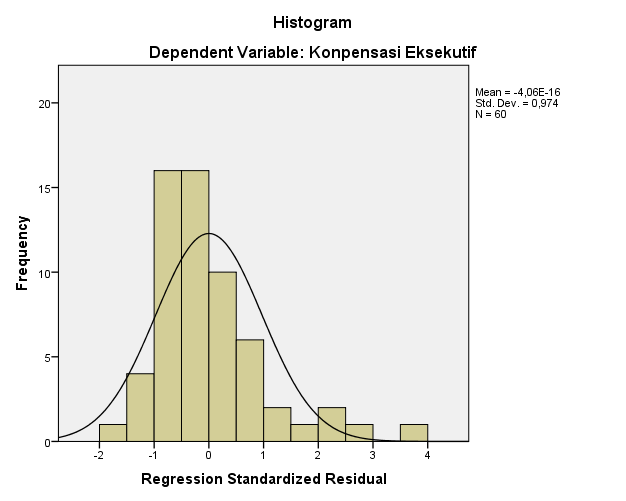 Histogram
Dependent Variable: Konpensasi Eksekutif
Mean = -4,06E-16
Std. Dev. = 0,974
N = 60
Frequency
20
15
10
5
0
-2 -1 0 1 2 3 4
Regression Standardized Residual